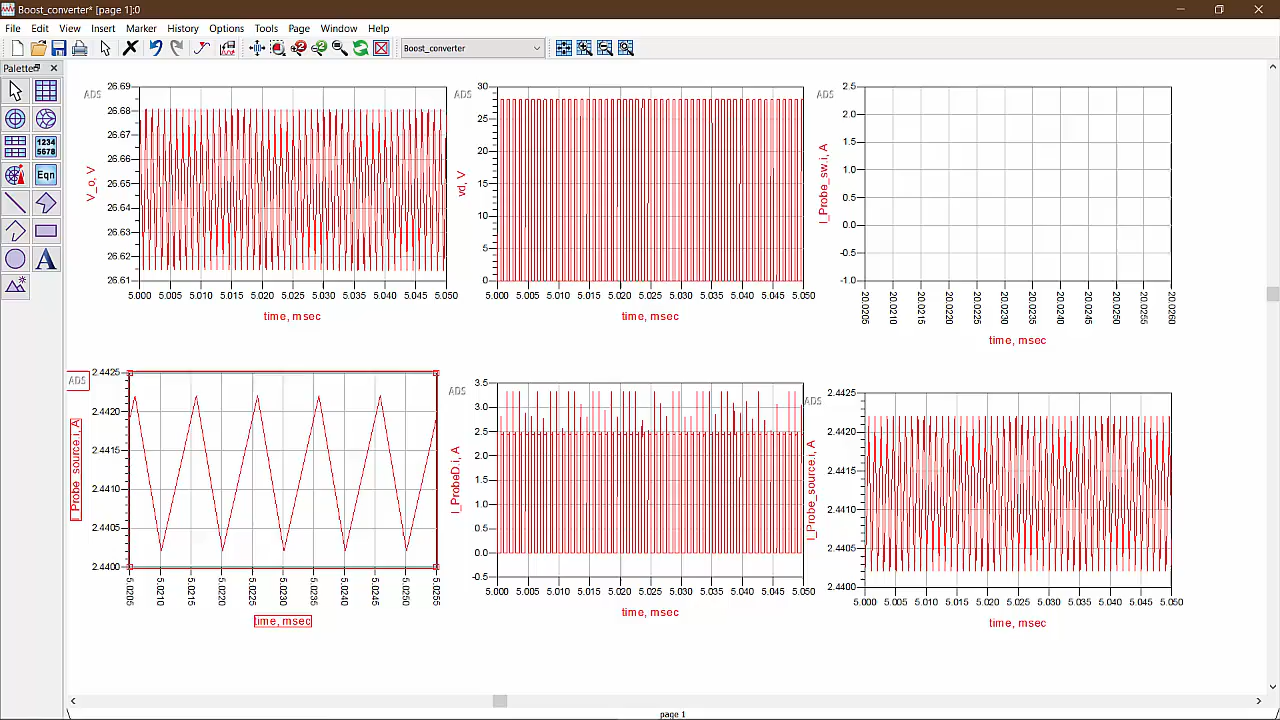 Boost_converter* [page 1]:0
File Edit View Insert Marker History Options Tools Page Window Help
Boost_converter
Palette
1234
5678
Eqn
A
ADS
V_o, V
26.69
26.68
26.67
26.66
26.65
26.64
26.63
26.62
26.61
5.000 5.005 5.010 5.015 5.020 5.025 5.030 5.035 5.040 5.045 5.050
time, msec
ADS
vd, V
30
25
20
15
10
5
0
5.000 5.005 5.010 5.015 5.020 5.025 5.030 5.035 5.040 5.045 5.050
time, msec
ADS
I_Probe_sw.i, A
2.5
2.0
1.5
1.0
0.5
0.0
-0.5
-1.0
20.0205 20.0210 20.0215 20.0220 20.0225 20.0230 20.0235 20.0240 20.0245 20.0250 20.0255 20.0260
time, msec
ADS
I_Probe_source.i, A
2.4425
2.4420
2.4415
2.4410
2.4405
2.4400
5.0205 5.0210 5.0215 5.0220 5.0225 5.0230 5.0235 5.0240 5.0245 5.0250 5.0255
time, msec
ADS
I_ProbeD.i, A
3.5
3.0
2.5
2.0
1.5
1.0
0.5
0.0
-0.5
5.000 5.005 5.010 5.015 5.020 5.025 5.030 5.035 5.040 5.045 5.050
time, msec
ADS
I_Probe_source.i, A
2.4425
2.4420
2.4415
2.4410
2.4405
2.4400
5.000 5.005 5.010 5.015 5.020 5.025 5.030 5.035 5.040 5.045 5.050
time, msec
page 1